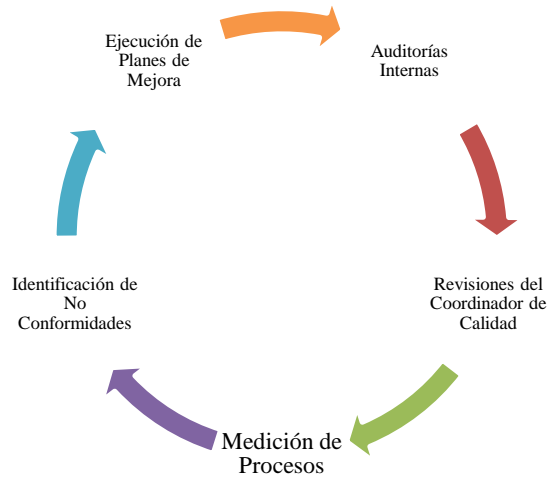 Ejecución de
Planes de
Mejora
Auditorías
Internas
Revisiones del
Coordinador de
Calidad
Medición de
Procesos
Identificación de
No
Conformidades